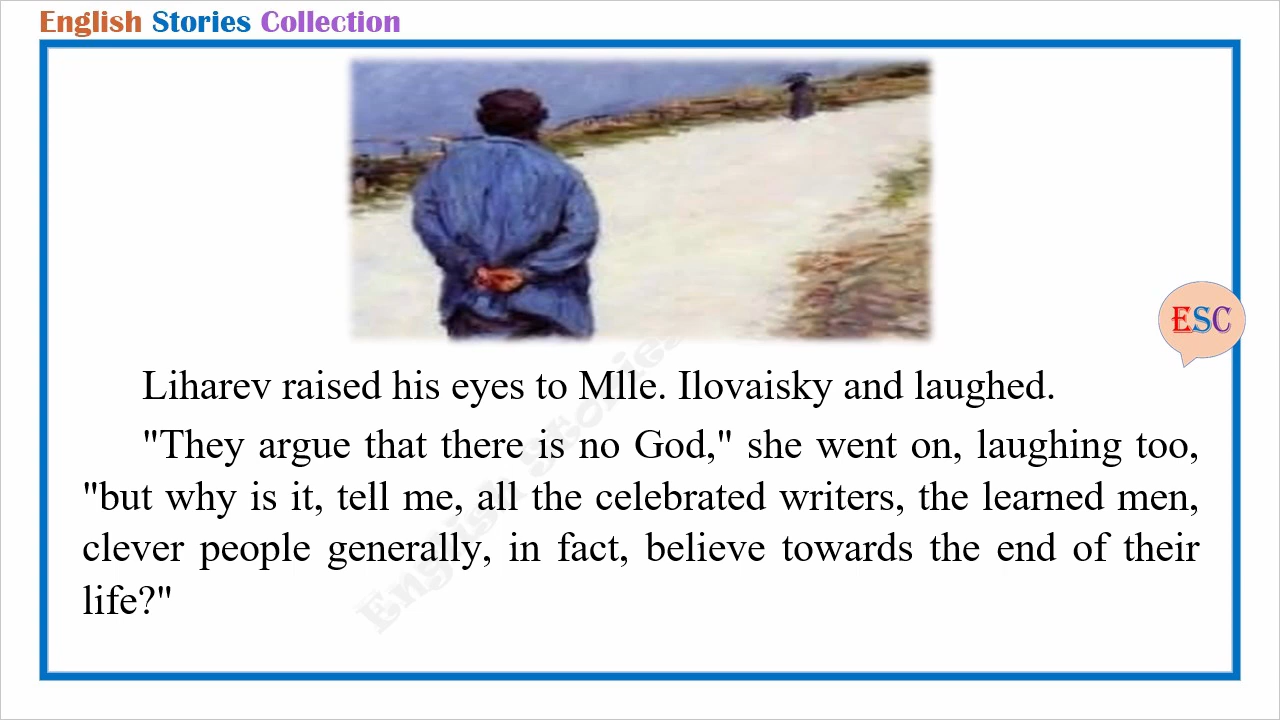 English Stories Collection
ESC
Liharev raised his eyes to Mlle. Ilovaisky and laughed.
"They argue that there is no God," she went on, laughing too,
"but why is it, tell me, all the celebrated writers, the learned men,
clever people generally, in fact, believe towards the end of their
life?"
English Stories